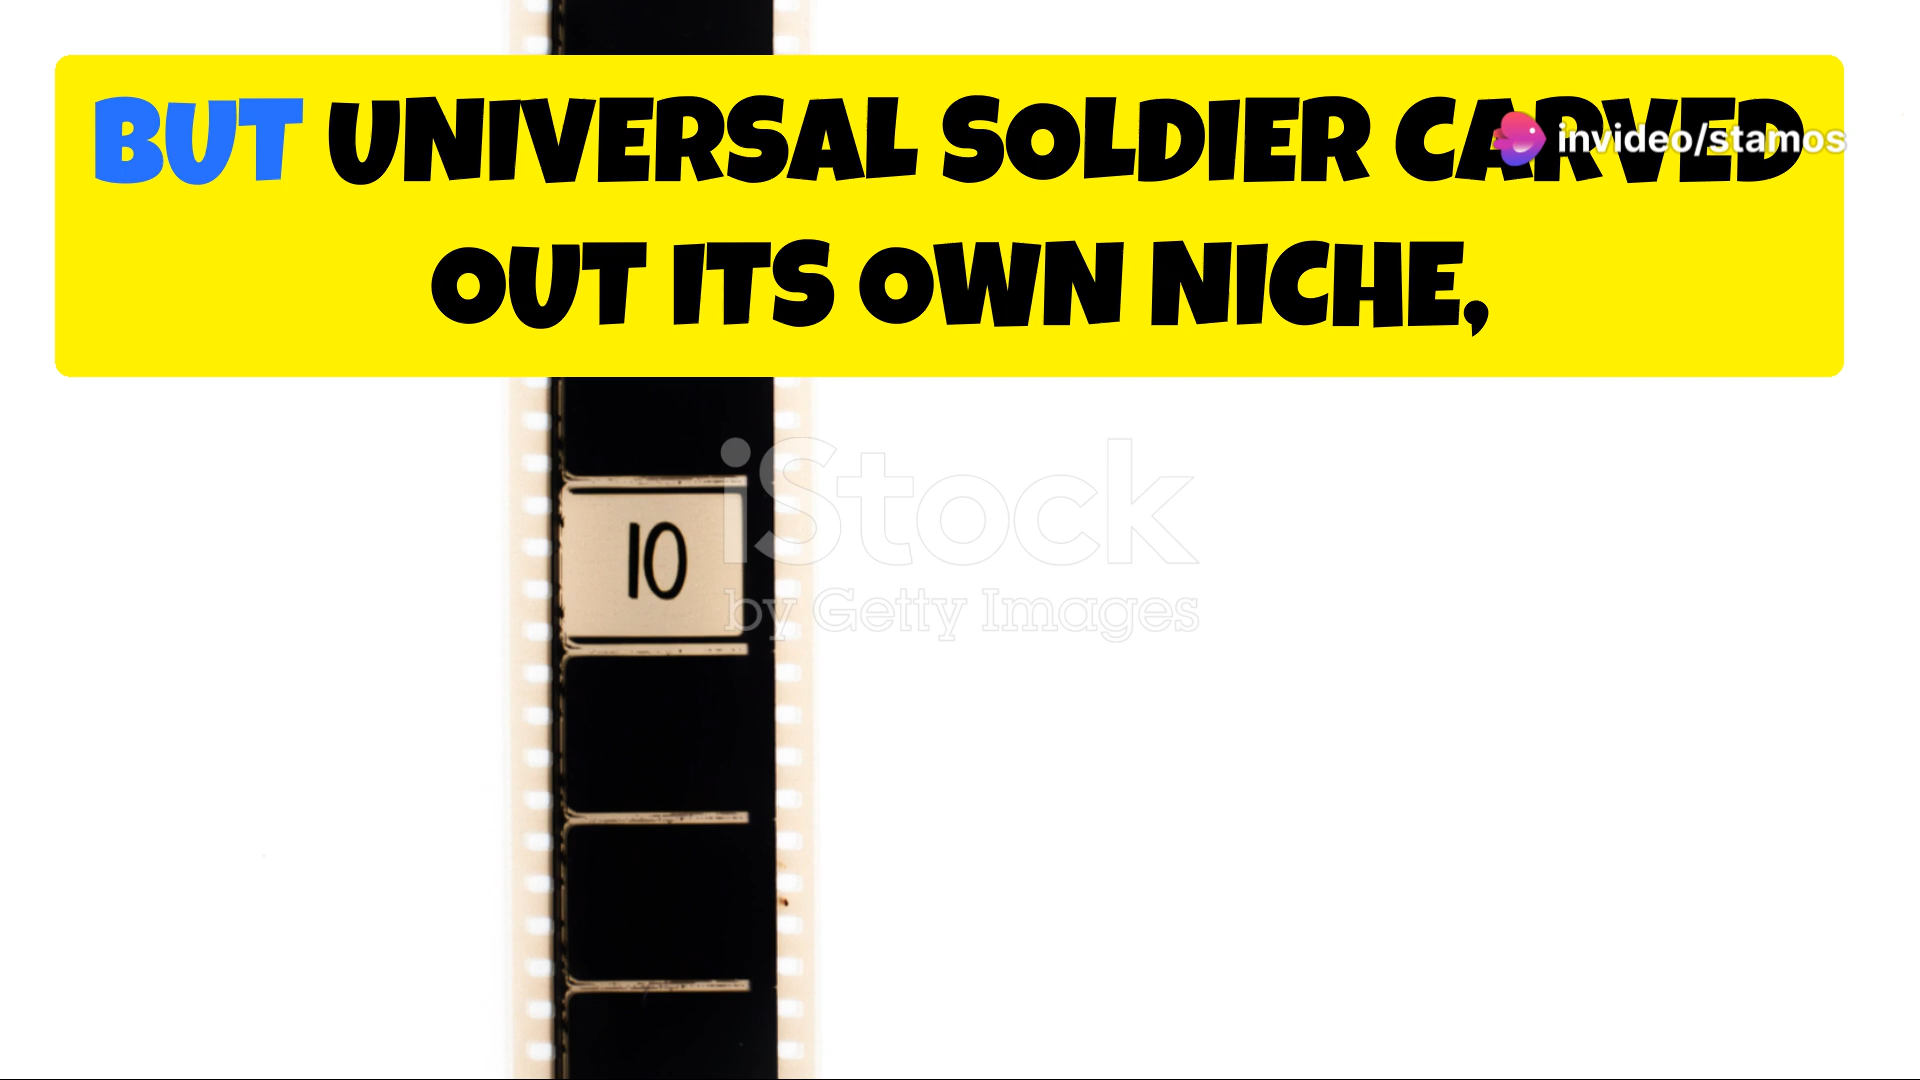 BUT UNIVERSAL SOLDIER CARVED
invideo/stamos
OUT ITS OWN NICHE,
10
iStock
by Getty Images